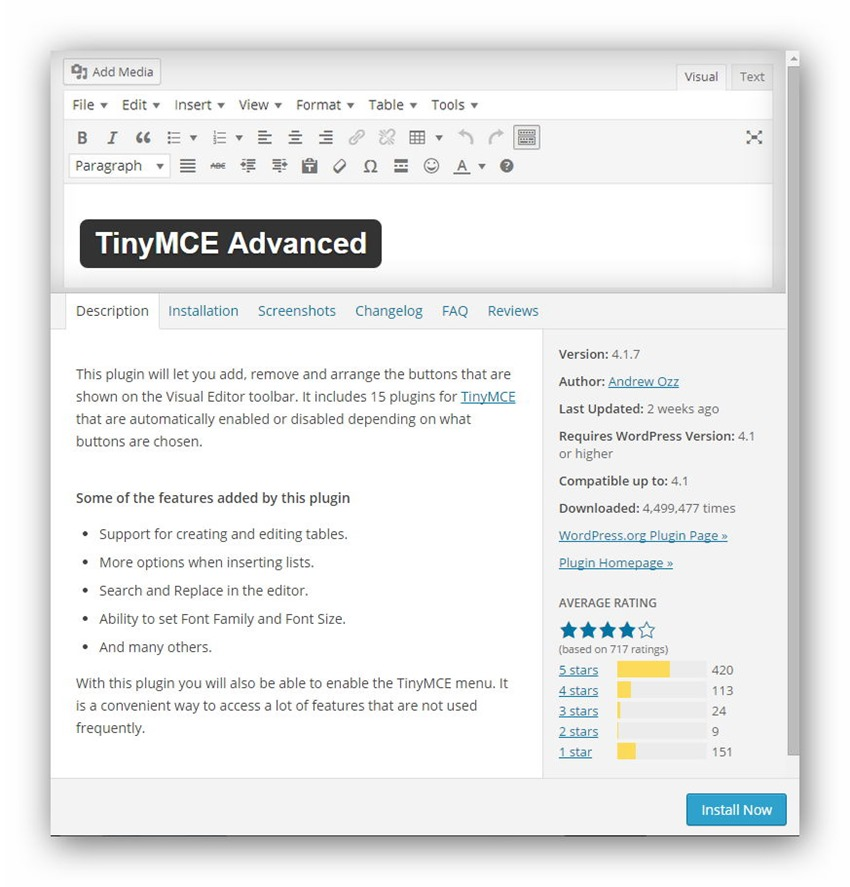 Add Media
Visual Text
File Edit Insert View Format Table Tools
B I
Paragraph ABC T Ω A ?
TinyMCE Advanced
Description Installation Screenshots Changelog FAQ Reviews
This plugin will let you add, remove and arrange the buttons that are
shown on the Visual Editor toolbar. It includes 15 plugins for TinyMCE
that are automatically enabled or disabled depending on what
buttons are chosen.
Some of the features added by this plugin
• Support for creating and editing tables.
• More options when inserting lists.
• Search and Replace in the editor.
• Ability to set Font Family and Font Size.
• And many others.
With this plugin you will also be able to enable the TinyMCE menu. It
is a convenient way to access a lot of features that are not used
frequently.
Version: 4.1.7
Author: Andrew Ozz
Last Updated: 2 weeks ago
Requires WordPress Version: 4.1
or higher
Compatible up to: 4.1
Downloaded: 4,499,477 times
WordPress.org Plugin Page »
Plugin Homepage »
AVERAGE RATING
(based on 717 ratings)
5 stars 420
4 stars 113
3 stars 24
2 stars 9
1 star 151
Install Now